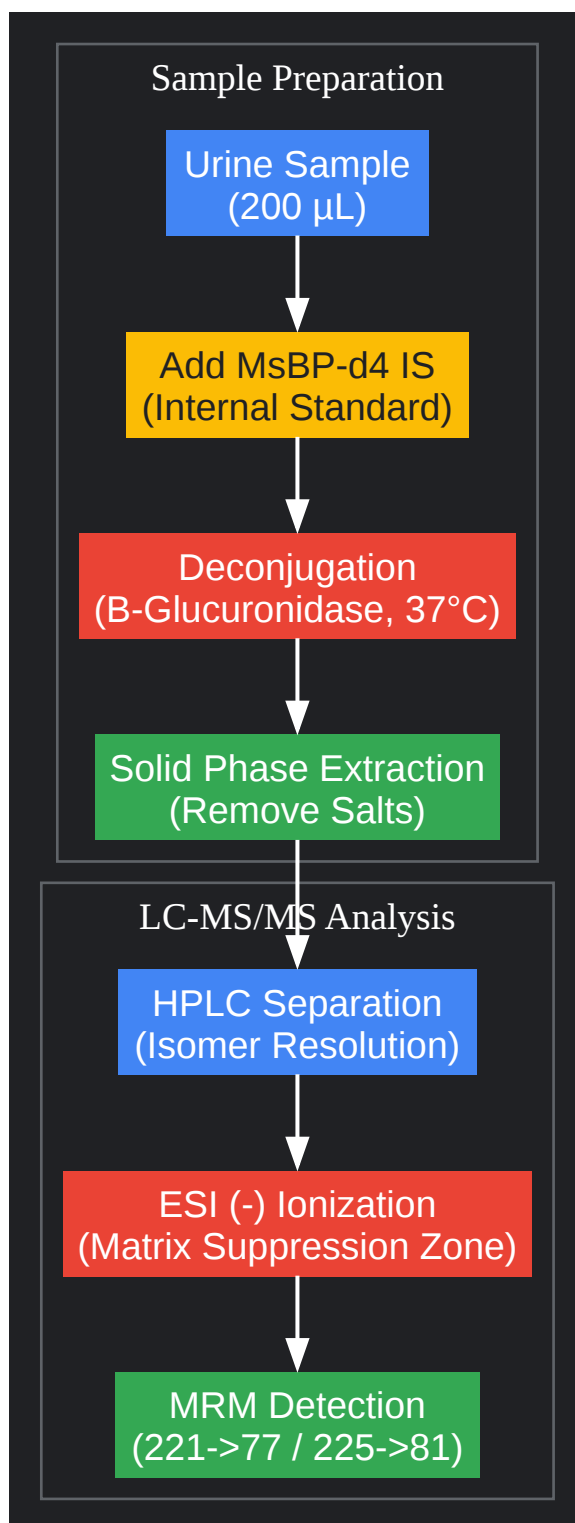 Sample Preparation
Urine Sample
(200 µL)
Add MsBP-d4 IS
(Internal Standard)
Deconjugation
(B-Glucuronidase, 37°C)
Solid Phase Extraction
(Remove Salts)
LC-MS/MS Analysis
HPLC Separation
(Isomer Resolution)
ESI (-) Ionization
(Matrix Suppression Zone)
MRM Detection
(221->77 / 225->81)